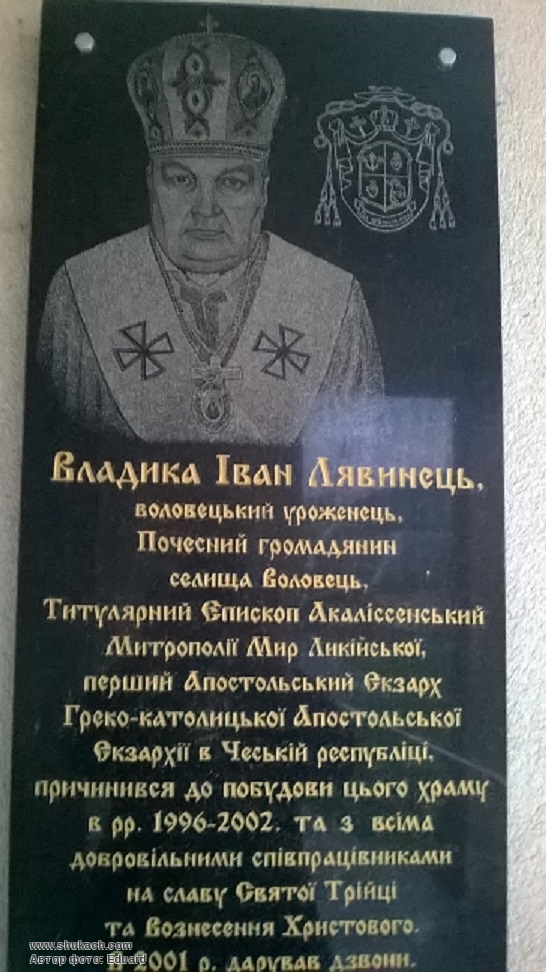 Владика Іван Лявинець,
воловецький уроженець,
Почесний громадянин
селища Воловець,
Титулярний Єпископ Акаліссенський
Митрополії Мир Ликійської,
перший Апостольський Екзарх
Греко-католицької Апостольської
Екзархії в Чеській республіці,
причинився до побудови цього храму
в рр. 1996-2002. та з всіма
добровільними співпрацівниками
на славу Святої Трійці
та Вознесення Христового.
В 2001 р. дарував дзвони.
www.shukach.com
Автор фото: Eduard